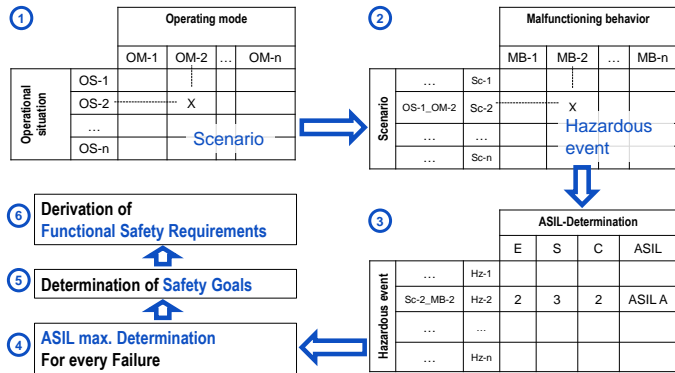 1
Operating mode
OM-1 OM-2 … OM-n
Operational situation
OS-1
OS-2 X
…
OS-n
Scenario
2
Malfunctioning behavior
MB-1 MB-2 … MB-n
Scenario
… Sc-1
OS-1_OM-2 Sc-2 X
… …
… Sc-n
Hazardous
event
3
ASIL-Determination
E S C ASIL
Hazardous event
… Hz-1
Sc-2_MB-2 Hz-2 2 3 2 ASIL A
… …
… Hz-n
4
ASIL max. Determination
For every Failure
5
Determination of Safety Goals
6
Derivation of
Functional Safety Requirements